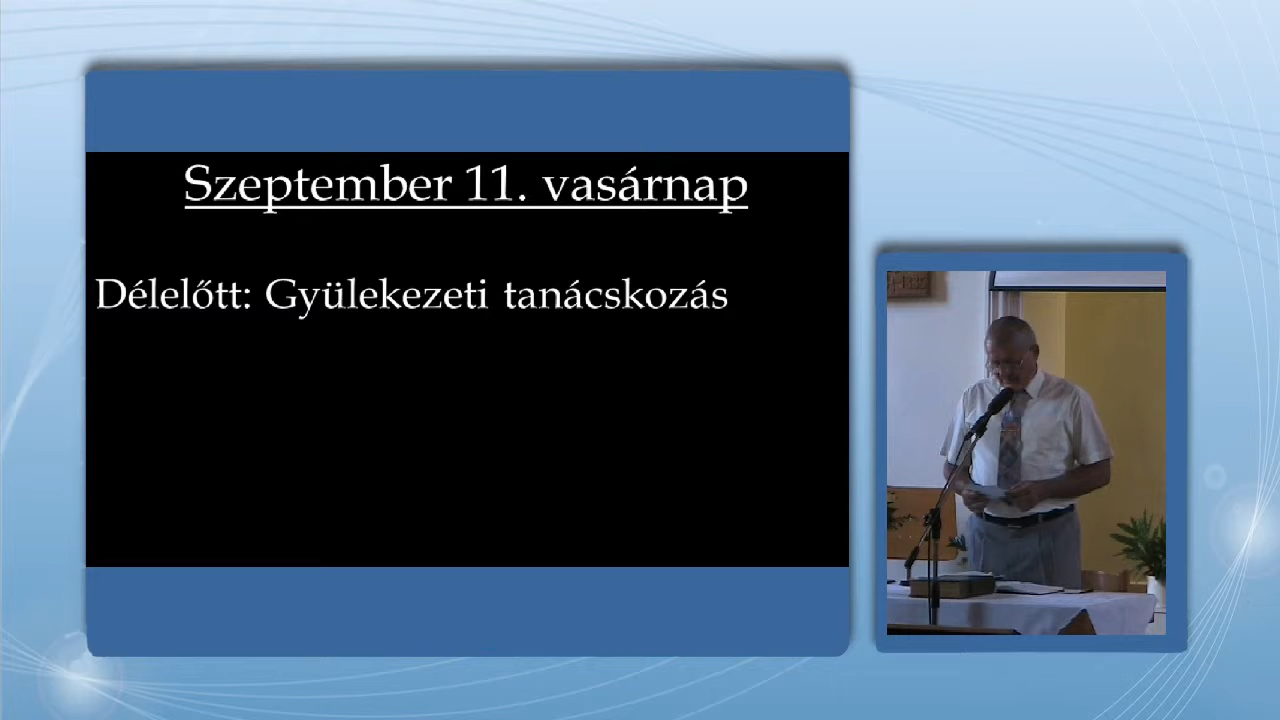 Szeptember 11. vasárnap
Délelőtt: Gyülekezeti tanácskozás